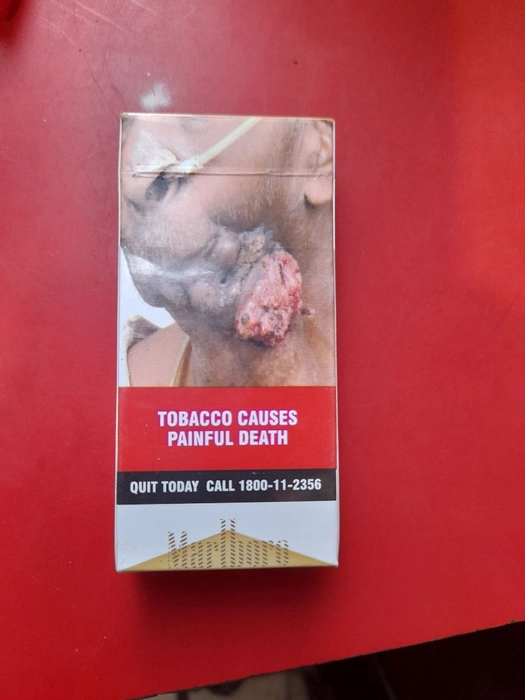 TOBACCO CAUSES
PAINFUL DEATH
QUIT TODAY CALL 1800-11-2356
Marlboro